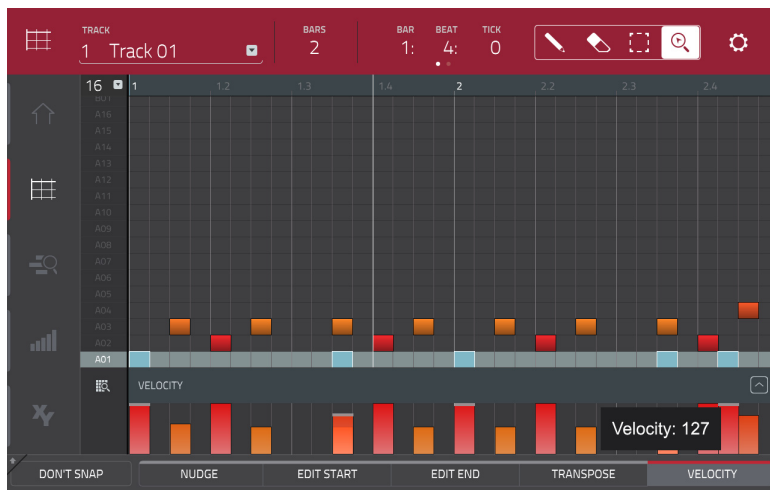 TRACK BARS BAR BEAT TICK
1 Track 01 2 1: 4: 0
16 1 1.2 1.3 1.4 2 2.2 2.3 2.4
B01
A16
A15
A14
A13
A12
A11
A10
A09
A08
A07
A06
A05
A04
A03
A02
A01
VELOCITY
XY
Velocity: 127
DON'T SNAP NUDGE EDIT START EDIT END TRANSPOSE VELOCITY